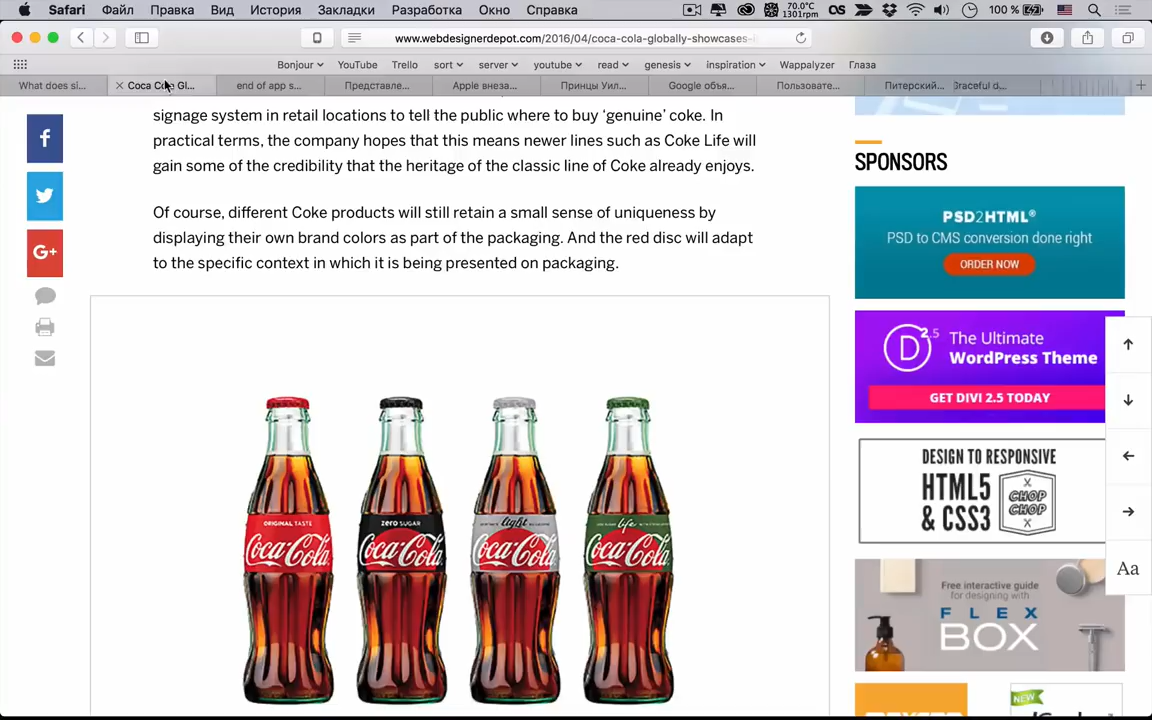 Safari Файл Правка Вид История Закладки Разработка Окно Справка 70.0°C 1301rpm 100 %
www.webdesignerdepot.com/2016/04/coca-cola-globally-showcases-
Bonjour YouTube Trello sort server youtube read genesis inspiration Wappalyzer Глаза
What does si... Coca Co Gl... end of app s... Представле... Apple внеза... Принцы Уил... Google объя... Пользовате... Питерский... Graceful d...
signage system in retail locations to tell the public where to buy ‘genuine’ coke. In
practical terms, the company hopes that this means newer lines such as Coke Life will
gain some of the credibility that the heritage of the classic line of Coke already enjoys.
Of course, different Coke products will still retain a small sense of uniqueness by
displaying their own brand colors as part of the packaging. And the red disc will adapt
to the specific context in which it is being presented on packaging.
f
G+
ORIGINAL TASTE
Coca-Cola
zero SUGAR
Coca-Cola
light
Coca-Cola
life
Coca-Cola
SPONSORS
PSD2HTML®
PSD to CMS conversion done right
ORDER NOW
D 2.5
The Ultimate
WordPress Theme
GET DIVI 2.5 TODAY
DESIGN TO RESPONSIVE
HTML5
& CSS3
CHOP
CHOP
Free interactive guide
for designing with
FLEX
BOX
NEW
Aa